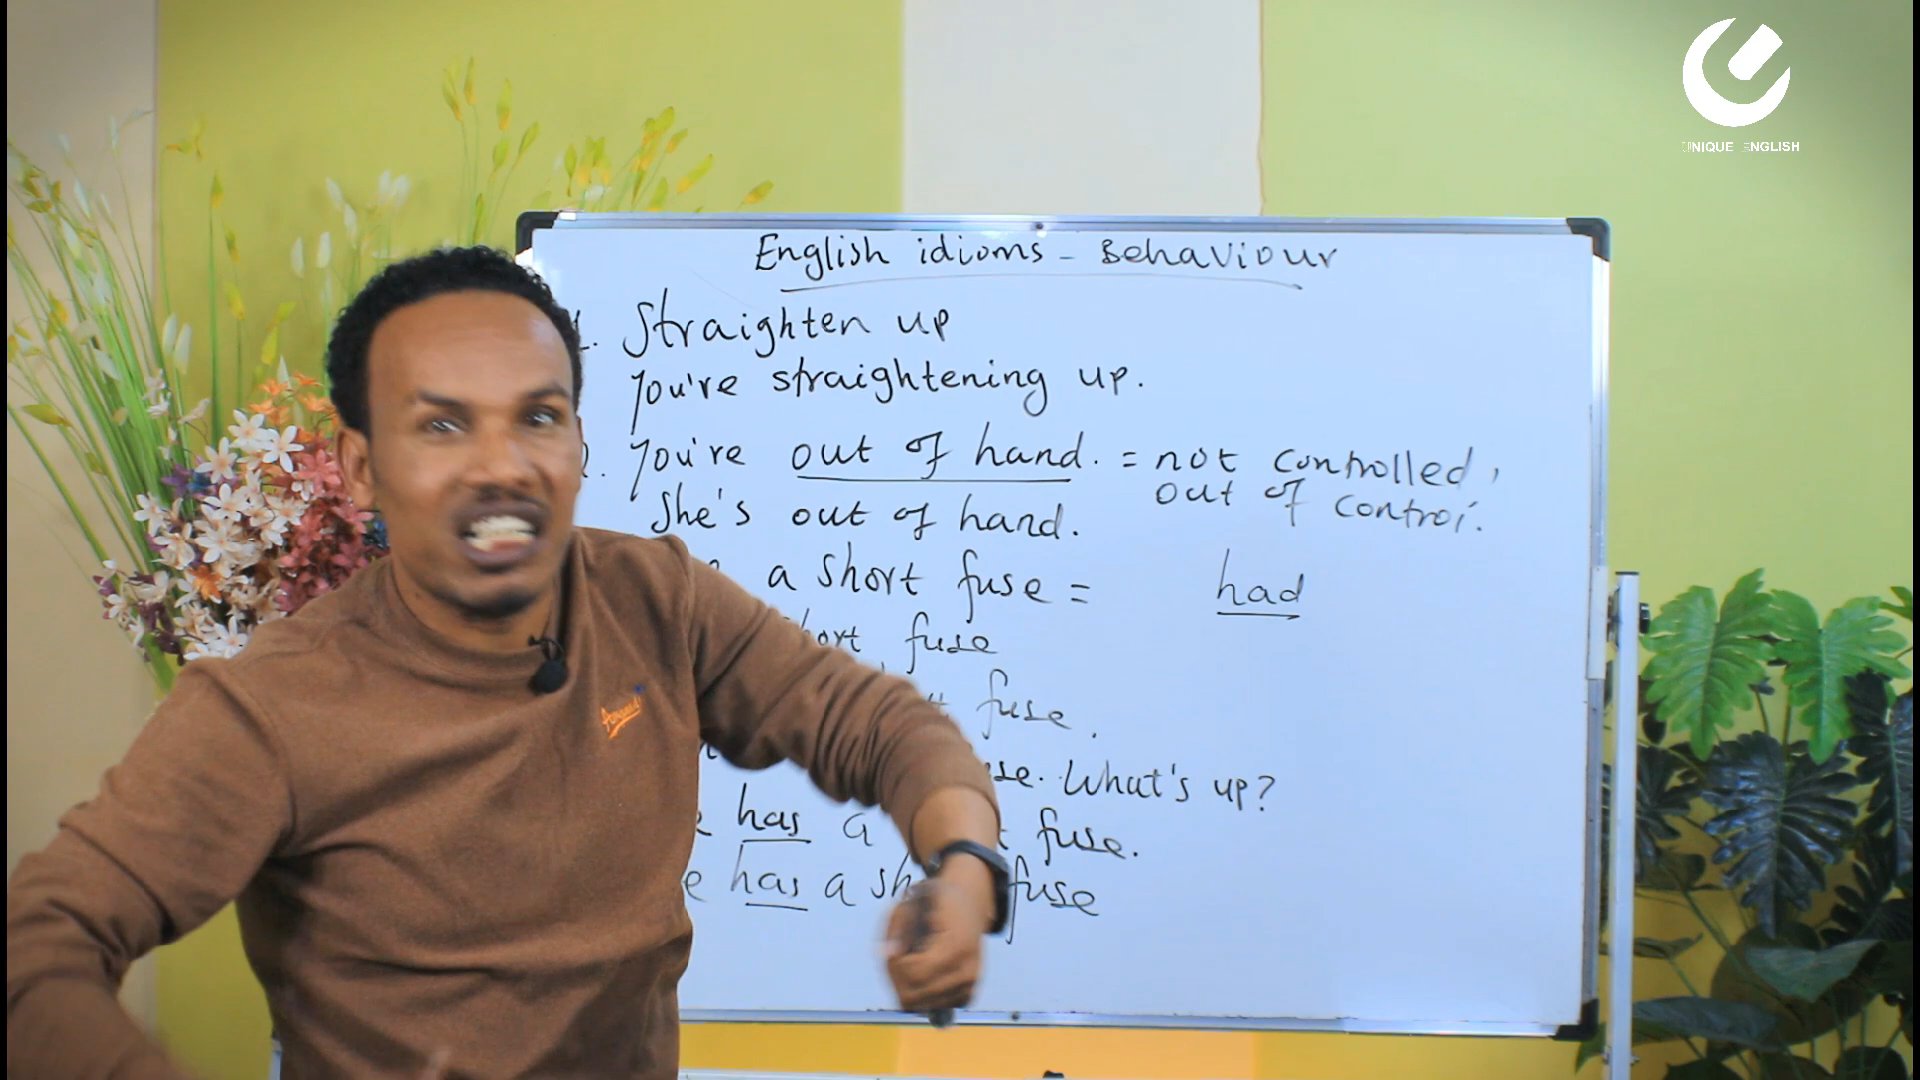 English idioms - Behaviour
1. Straighten up
You're straightening up.
You're out of hand. = not controlled,
out of control.
She's out of hand.
a short fuse = had
fuse
fuse.
What's up?
has a fuse.
has a fuse
UNIQUE ENGLISH